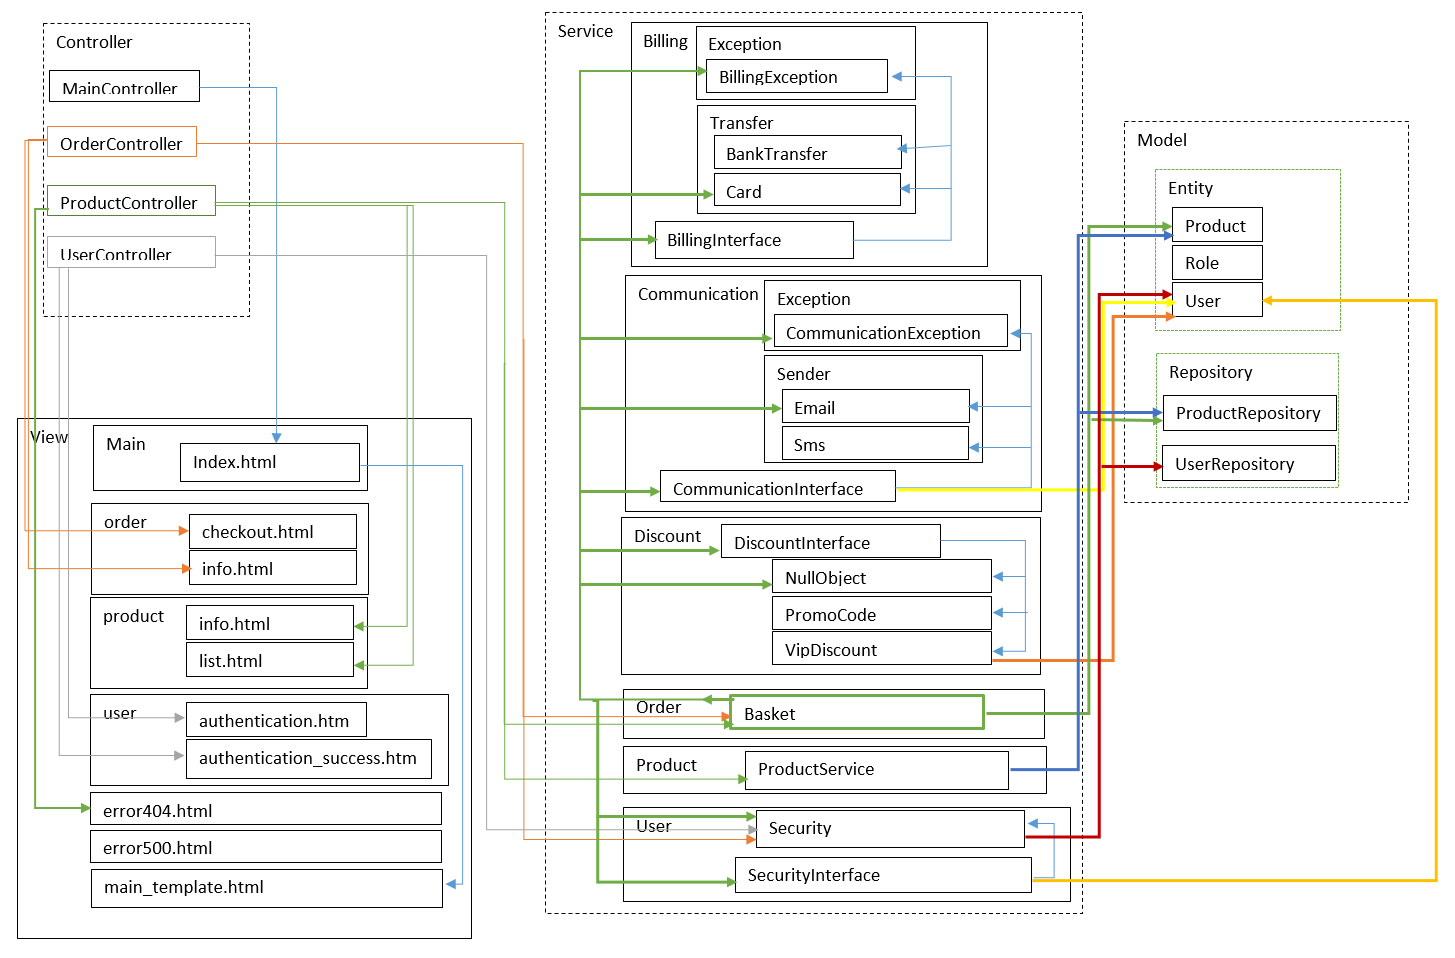 Controller
MainController
OrderController
ProductController
UserController
View
Main
Index.html
order
checkout.html
info.html
product
info.html
list.html
user
authentication.htm
authentication_success.htm
error404.html
error500.html
main_template.html
Service
Billing
Exception
BillingException
Transfer
BankTransfer
Card
BillingInterface
Communication
Exception
CommunicationException
Sender
Email
Sms
CommunicationInterface
Discount
DiscountInterface
NullObject
PromoCode
VipDiscount
Order
Basket
Product
ProductService
User
Security
SecurityInterface
Model
Entity
Product
Role
User
Repository
ProductRepository
UserRepository